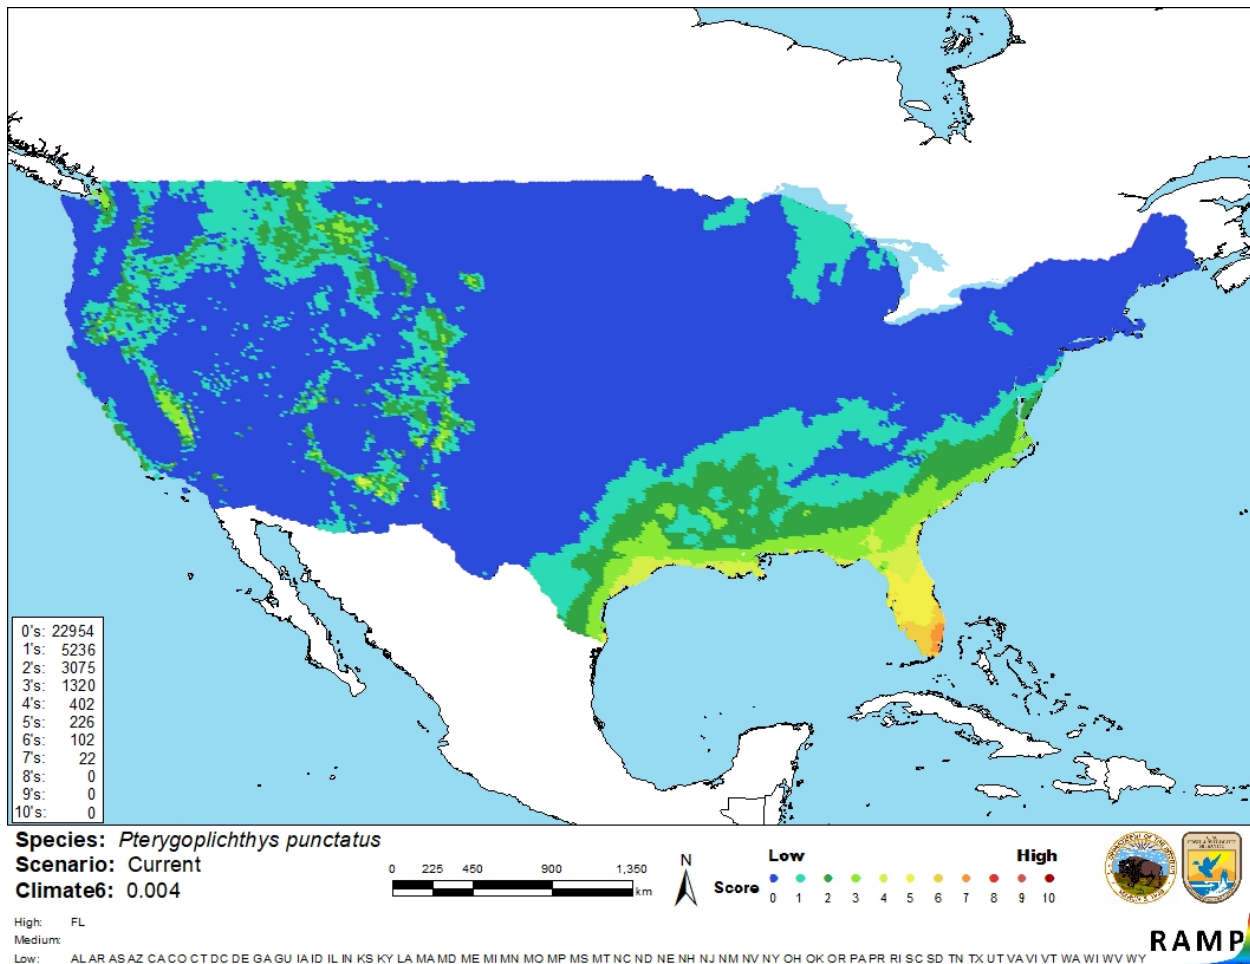 0's: 22954
1's: 5236
2's: 3075
3's: 1320
4's: 402
5's: 226
6's: 102
7's: 22
8's: 0
9's: 0
10's: 0
Species: Pterygoplichthys punctatus
Scenario: Current
Climate6: 0.004
0 225 450 900 1,350
km
N
Low High
Score
0 1 2 3 4 5 6 7 8 9 10
High: FL
Medium:
Low: AL AR AS AZ CA CO CT DC DE GA GU IA ID IL IN KS KY LA MA MD ME MI MN MO MP MS MT NC ND NE NH NJ NM NV NY OH OK OR PA PR RI SC SD TN TX UT VA VI VT WA WI WV WY
RAMP